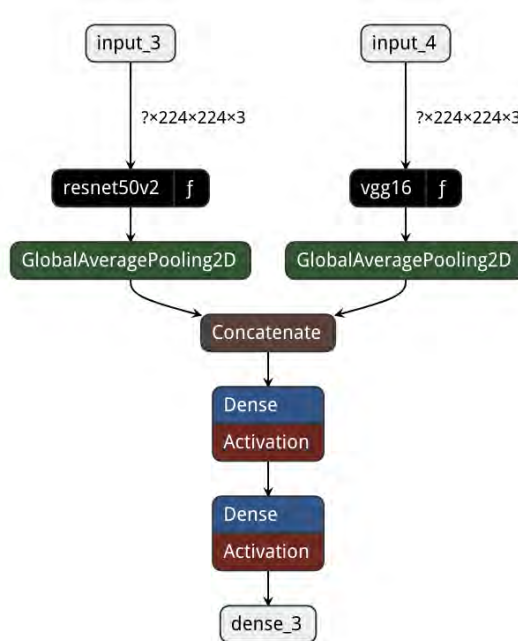 input_3 input_4
?×224×224×3 ?×224×224×3
resnet50v2 ƒ vgg16 ƒ
GlobalAveragePooling2D GlobalAveragePooling2D
Concatenate
Dense
Activation
Dense
Activation
dense_3